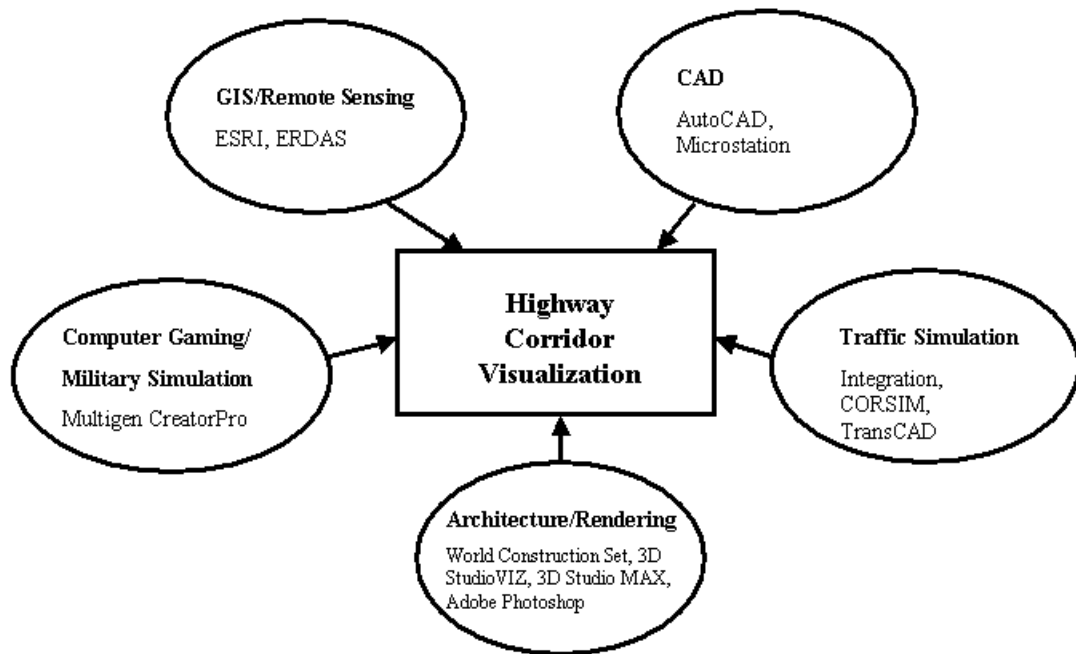 GIS/Remote Sensing
ESRI, ERDAS
CAD
AutoCAD,
Microstation
Highway
Corridor
Visualization
Computer Gaming/
Military Simulation
Multigen CreatorPro
Traffic Simulation
Integration,
CORSIM,
TransCAD
Architecture/Rendering
World Construction Set, 3D
StudioVIZ, 3D Studio MAX,
Adobe Photoshop